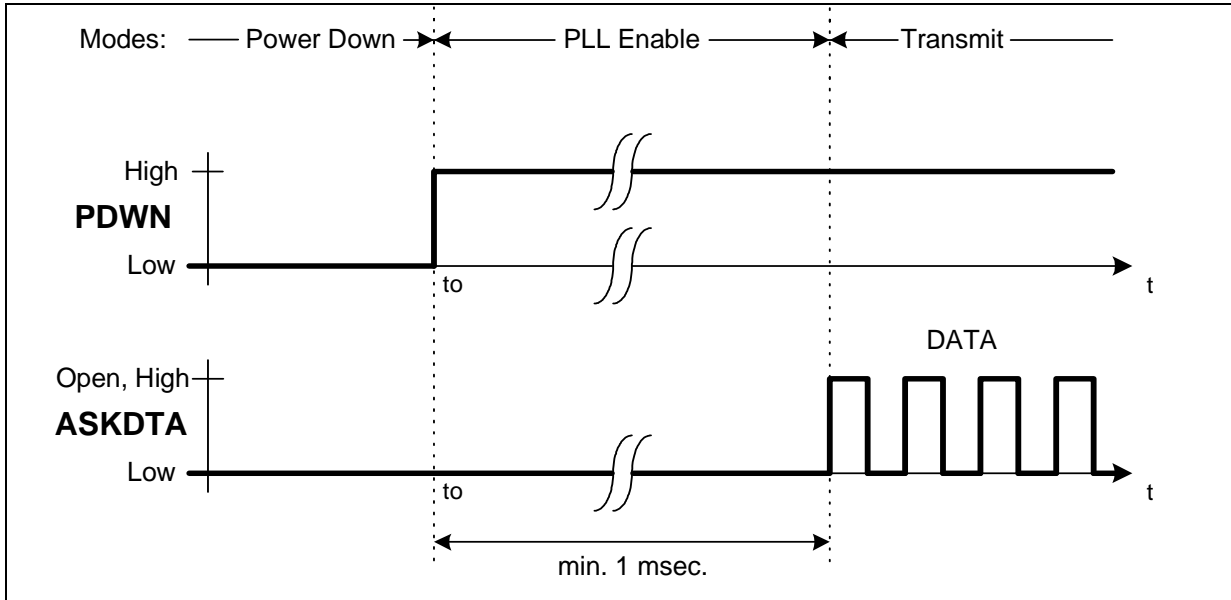 Modes: Power Down PLL Enable Transmit
High
PDWN
Low
to
t
DATA
Open, High
ASKDTA
Low
to
t
min. 1 msec.